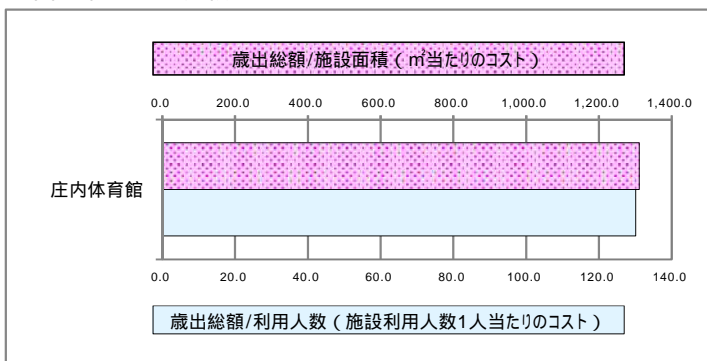 歳出総額/施設面積（㎡当たりのコスト）
0.0 200.0 400.0 600.0 800.0 1,000.0 1,200.0 1,400.0
庄内体育館
0.0 20.0 40.0 60.0 80.0 100.0 120.0 140.0
歳出総額/利用人数（施設利用人数1人当たりのコスト）